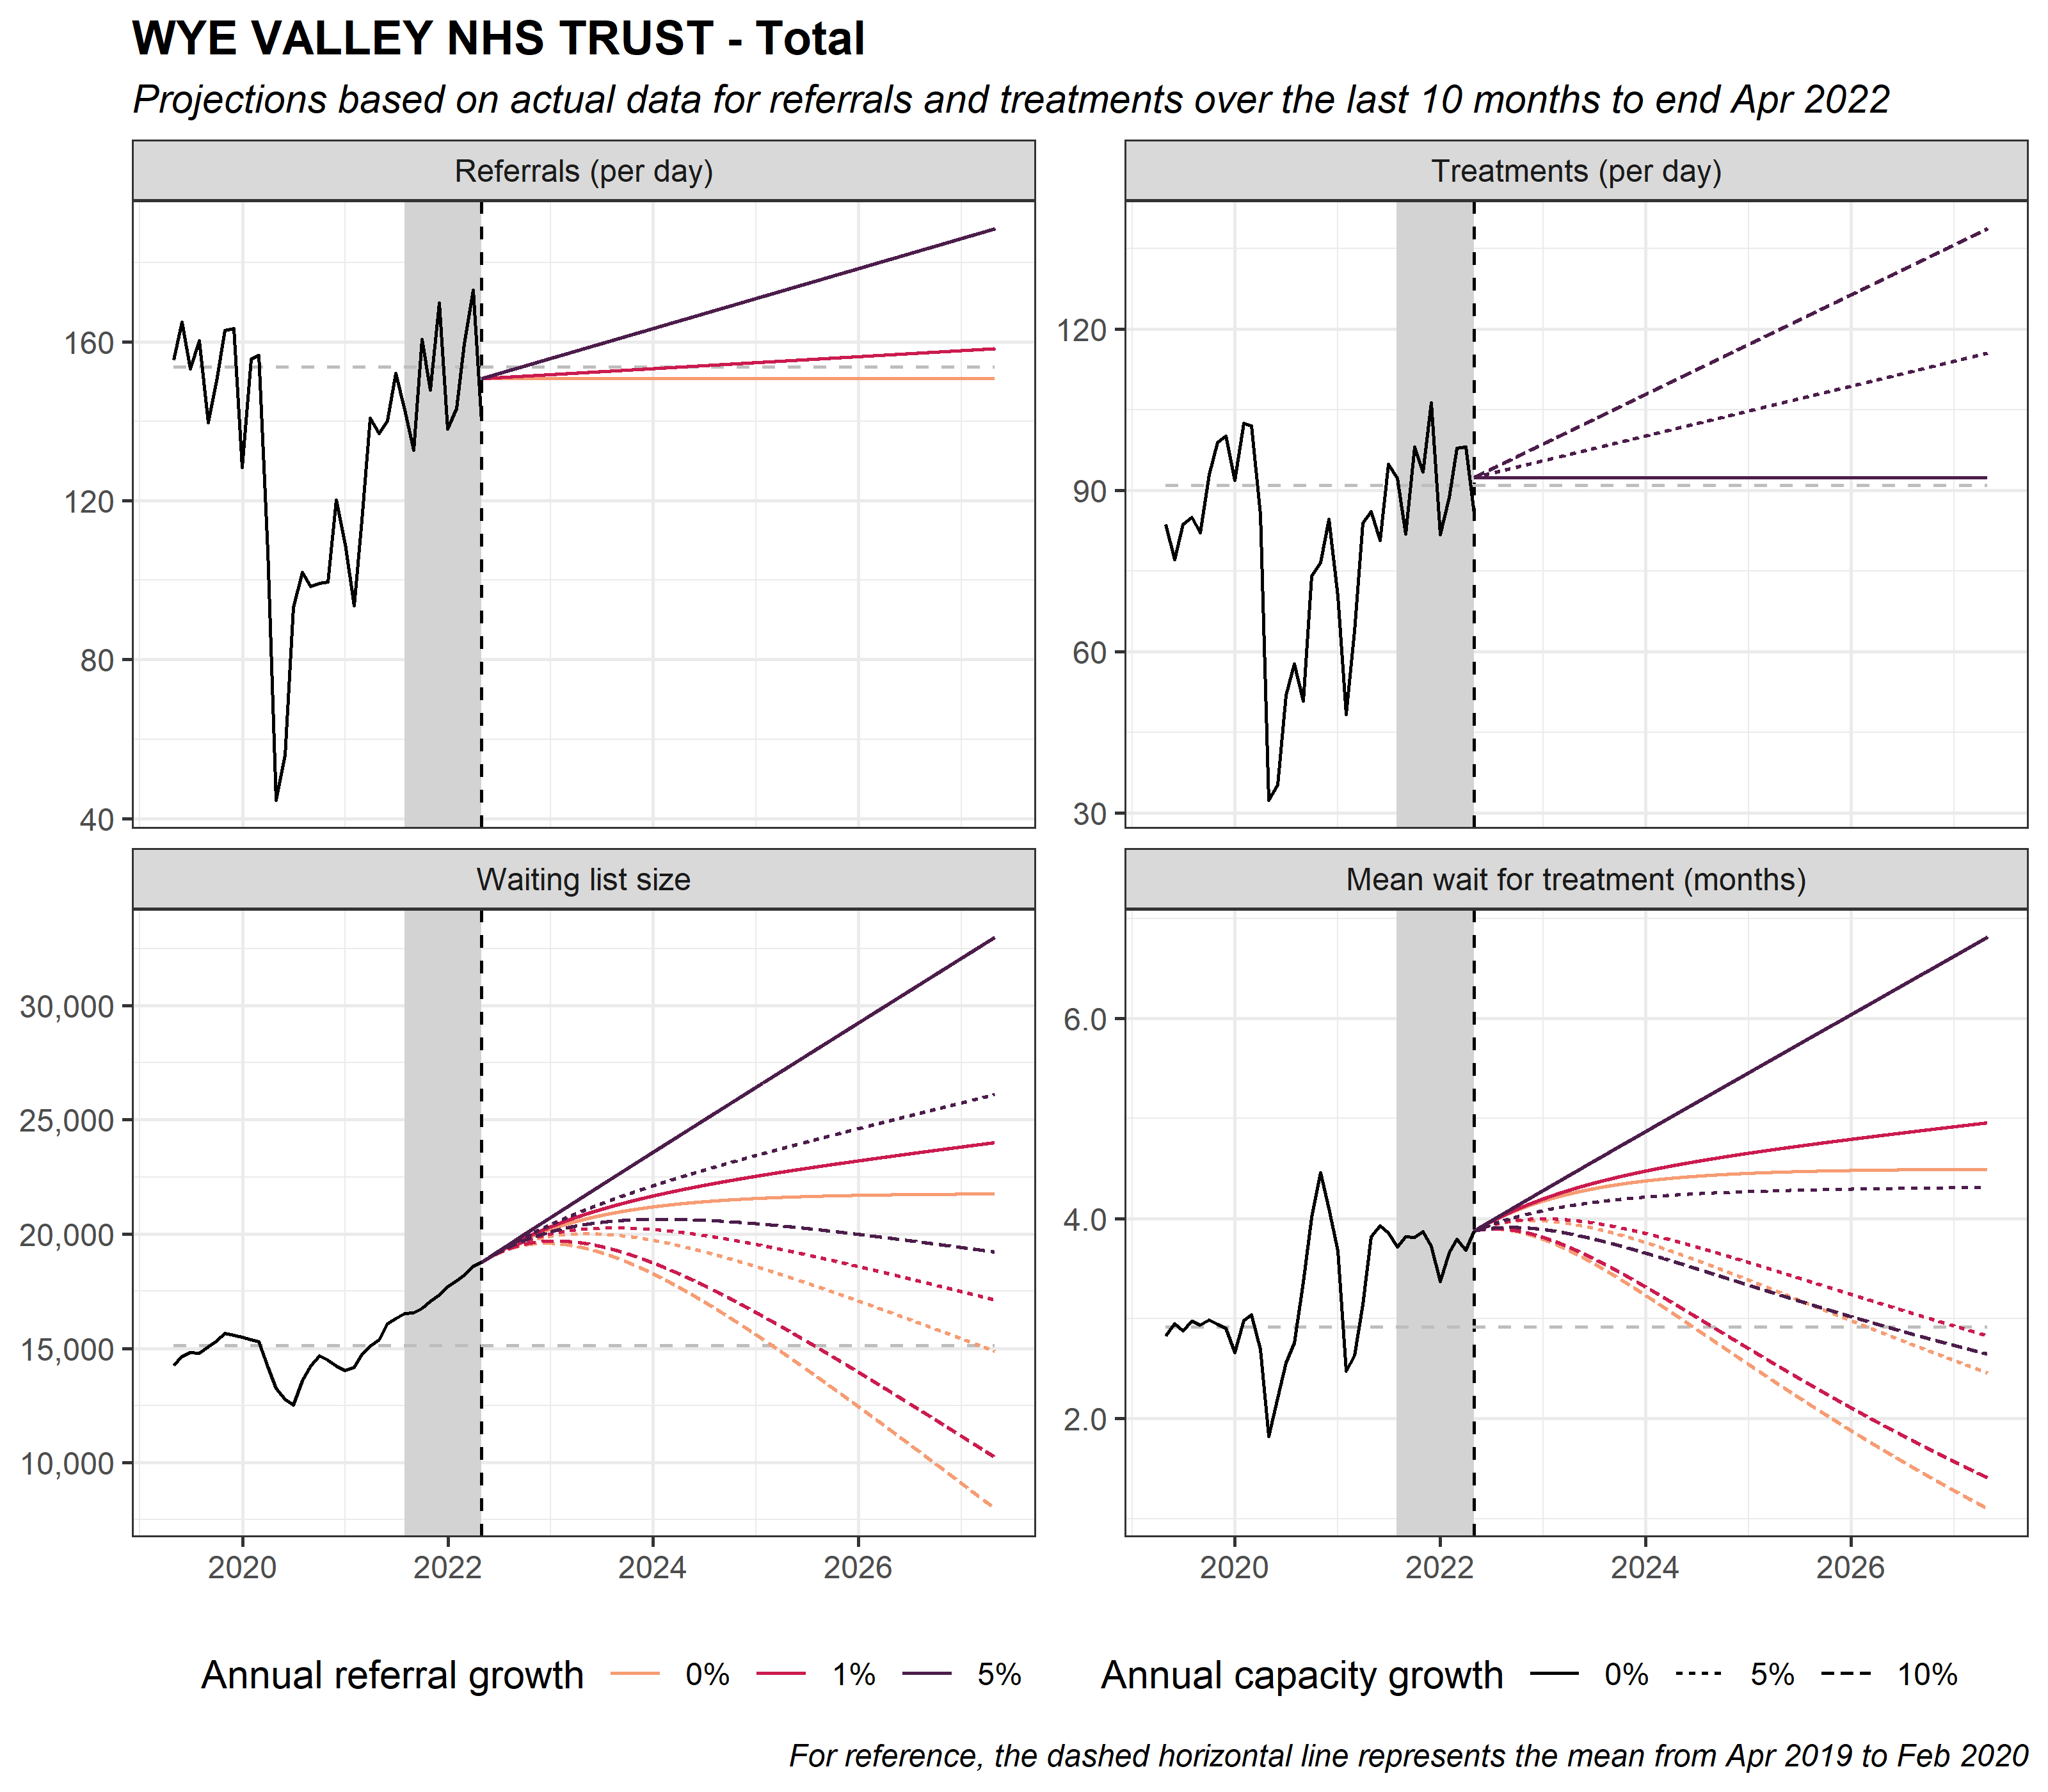 WYE VALLEY NHS TRUST - Total
Projections based on actual data for referrals and treatments over the last 10 months to end Apr 2022
Referrals (per day)
160
120
80
40
Treatments (per day)
120
90
60
30
Waiting list size
30,000
25,000
20,000
15,000
10,000
2020 2022 2024 2026
Mean wait for treatment (months)
6.0
4.0
2.0
2020 2022 2024 2026
Annual referral growth 0% 1% 5%
Annual capacity growth 0% 5% 10%
For reference, the dashed horizontal line represents the mean from Apr 2019 to Feb 2020